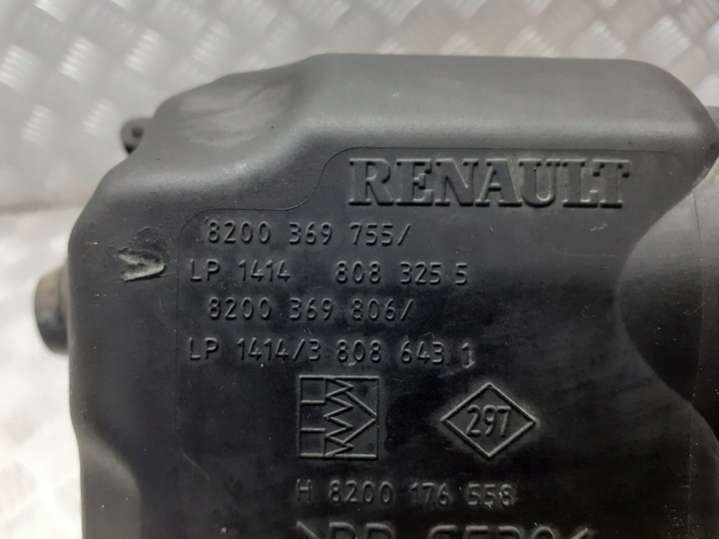 RENAULT
8200 369 755/
LP 1414 808 325 5
8200 369 806/
LP 1414/3 808 643 1
297
H 8200 176 558